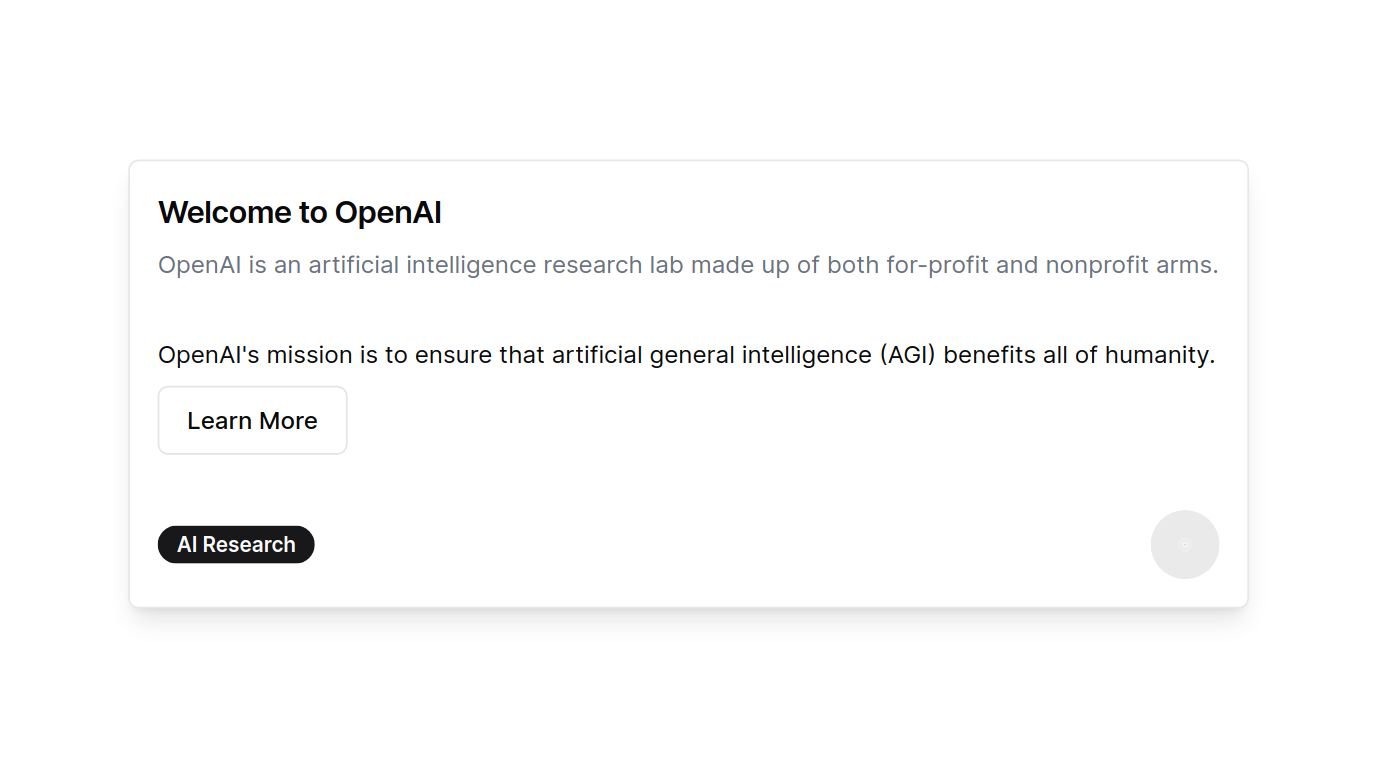 Welcome to OpenAI
OpenAI is an artificial intelligence research lab made up of both for-profit and nonprofit arms.
OpenAI's mission is to ensure that artificial general intelligence (AGI) benefits all of humanity.
Learn More
AI Research